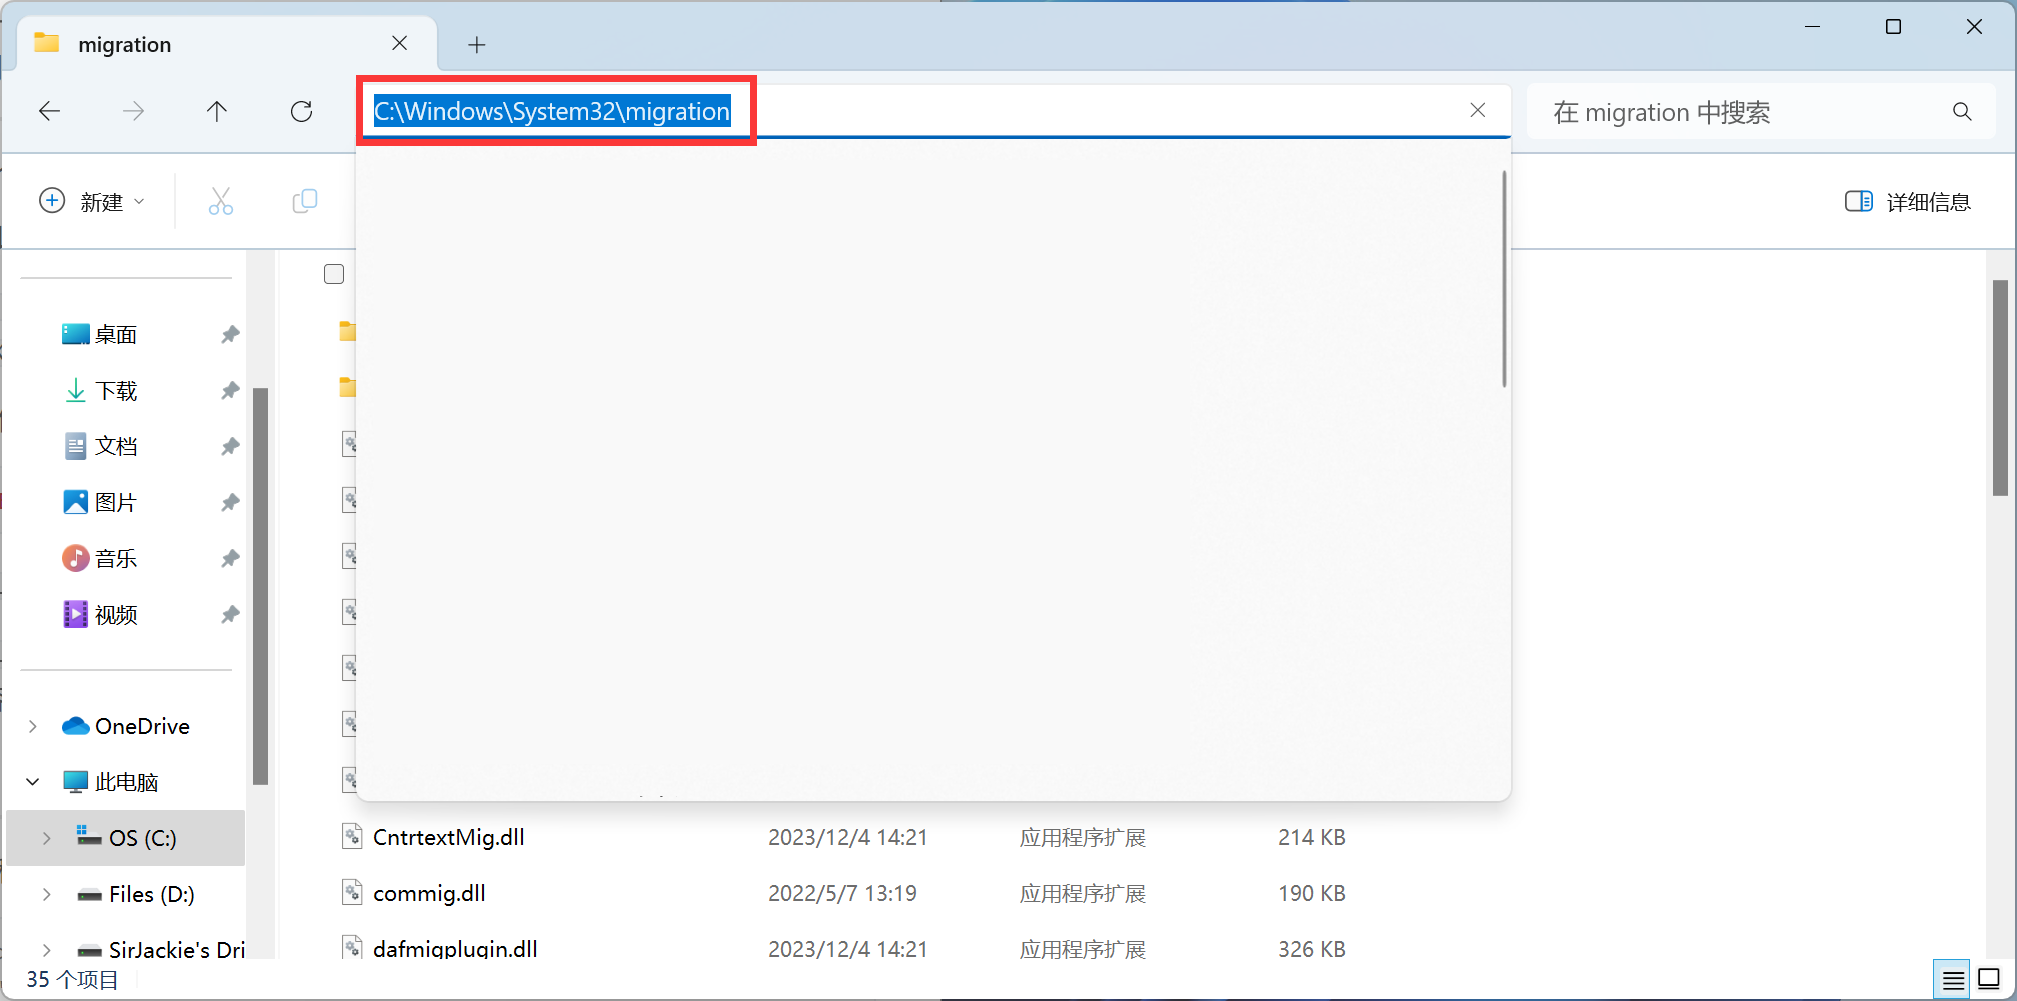 migration
C:\Windows\System32\migration
在 migration 中搜索
新建
详细信息
桌面
下载
文档
图片
音乐
视频
OneDrive
此电脑
OS (C:)
CntrtextMig.dll 2023/12/4 14:21 应用程序扩展 214 KB
Files (D:)
commig.dll 2022/5/7 13:19 应用程序扩展 190 KB
SirJackie's Dri
dafmigplugin.dll 2023/12/4 14:21 应用程序扩展 326 KB
35 个项目